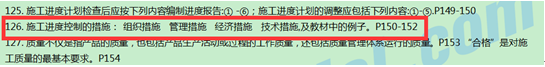 125. 施工进度计划检查后应按下列内容编制进度报告:① -⑥；施工进度计划的调整应包括下列内容:①-⑤.P149-150
126. 施工进度控制的措施： 组织措施 管理措施 经济措施 技术措施,及教材中的例子。P150-152
127. 质量不仅是指产品的质量，也包括产品生产活动或过程的工作质量，还包括质量管理体系运行的质量。P153 “合格”是对施
工质量的最基本要求。P154